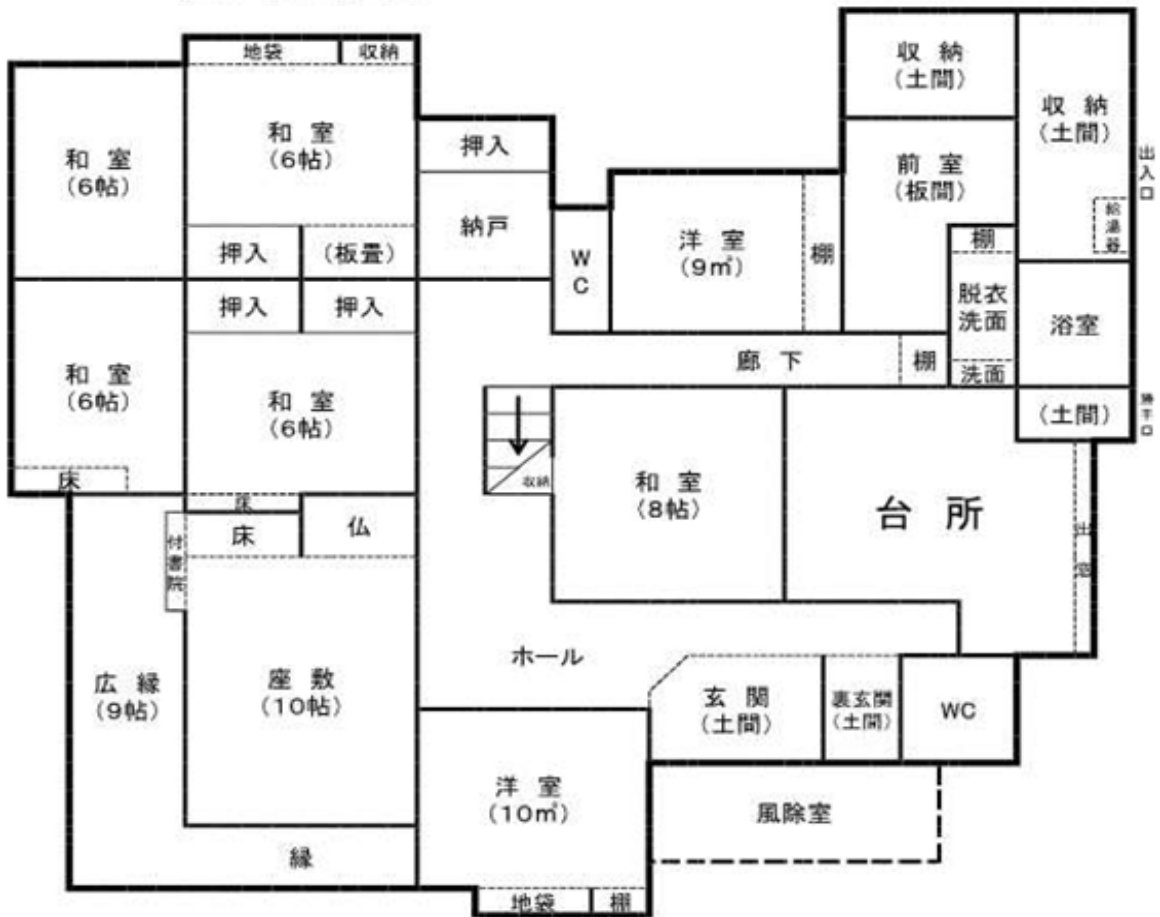 地袋
収納
収納
(土間)
収納
(土間)
出入口
和室
(6帖)
和室
(6帖)
押入
前室
(板間)
納戸
給湯器
押入
(板畳)
WC
洋室
(9㎡)
棚
棚
押入
押入
脱衣
洗面
浴室
和室
(6帖)
和室
(6帖)
廊下
棚
洗面
(土間)
勝手口
収納
和室
(8帖)
台所
出窓
床
床
床
仏
付書院
ホール
広縁
(9帖)
座敷
(10帖)
玄関
(土間)
裏玄関
(土間)
WC
洋室
(10㎡)
風除室
縁
地袋
棚